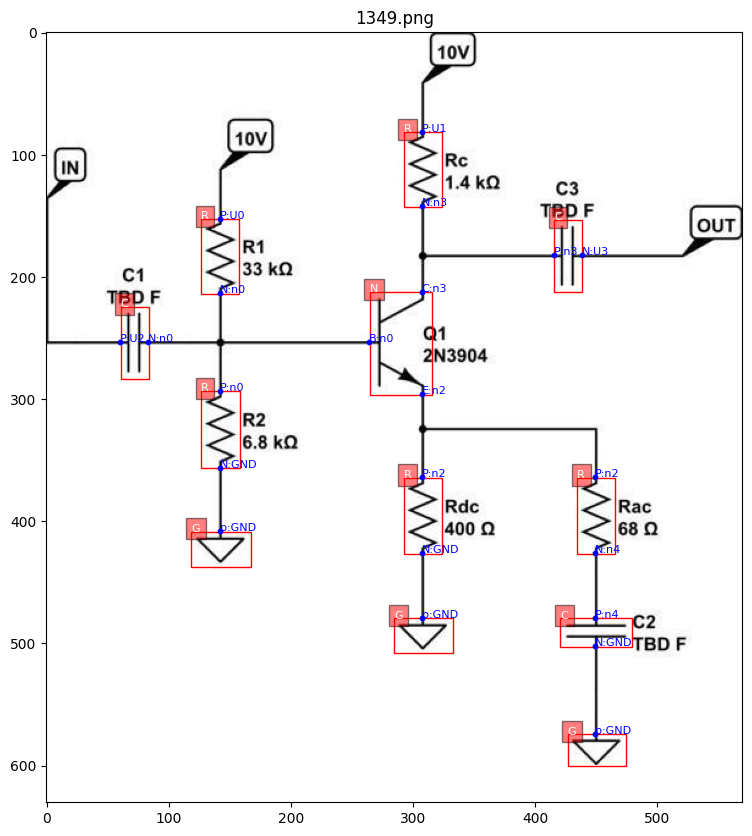 1349.png
0
100
200
300
400
500
600
0
100
200
300
400
500
10V
R
P:U1
Rc
1.4 kΩ
N:n3
IN
10V
R
P:U0
R1
33 kΩ
N:n0
C3
TBD F
P:n3
N:U3
OUT
C1
TBD F
C
P:U2
N:n0
N
C:n3
B:n0
Q1
2N3904
E:n2
R
P:n0
R2
6.8 kΩ
N:GND
G
p:GND
R
P:n2
Rdc
400 Ω
N:GND
G
p:GND
R
P:n2
Rac
68 Ω
N:n4
C
P:n4
C2
TBD F
N:GND
G
p:GND